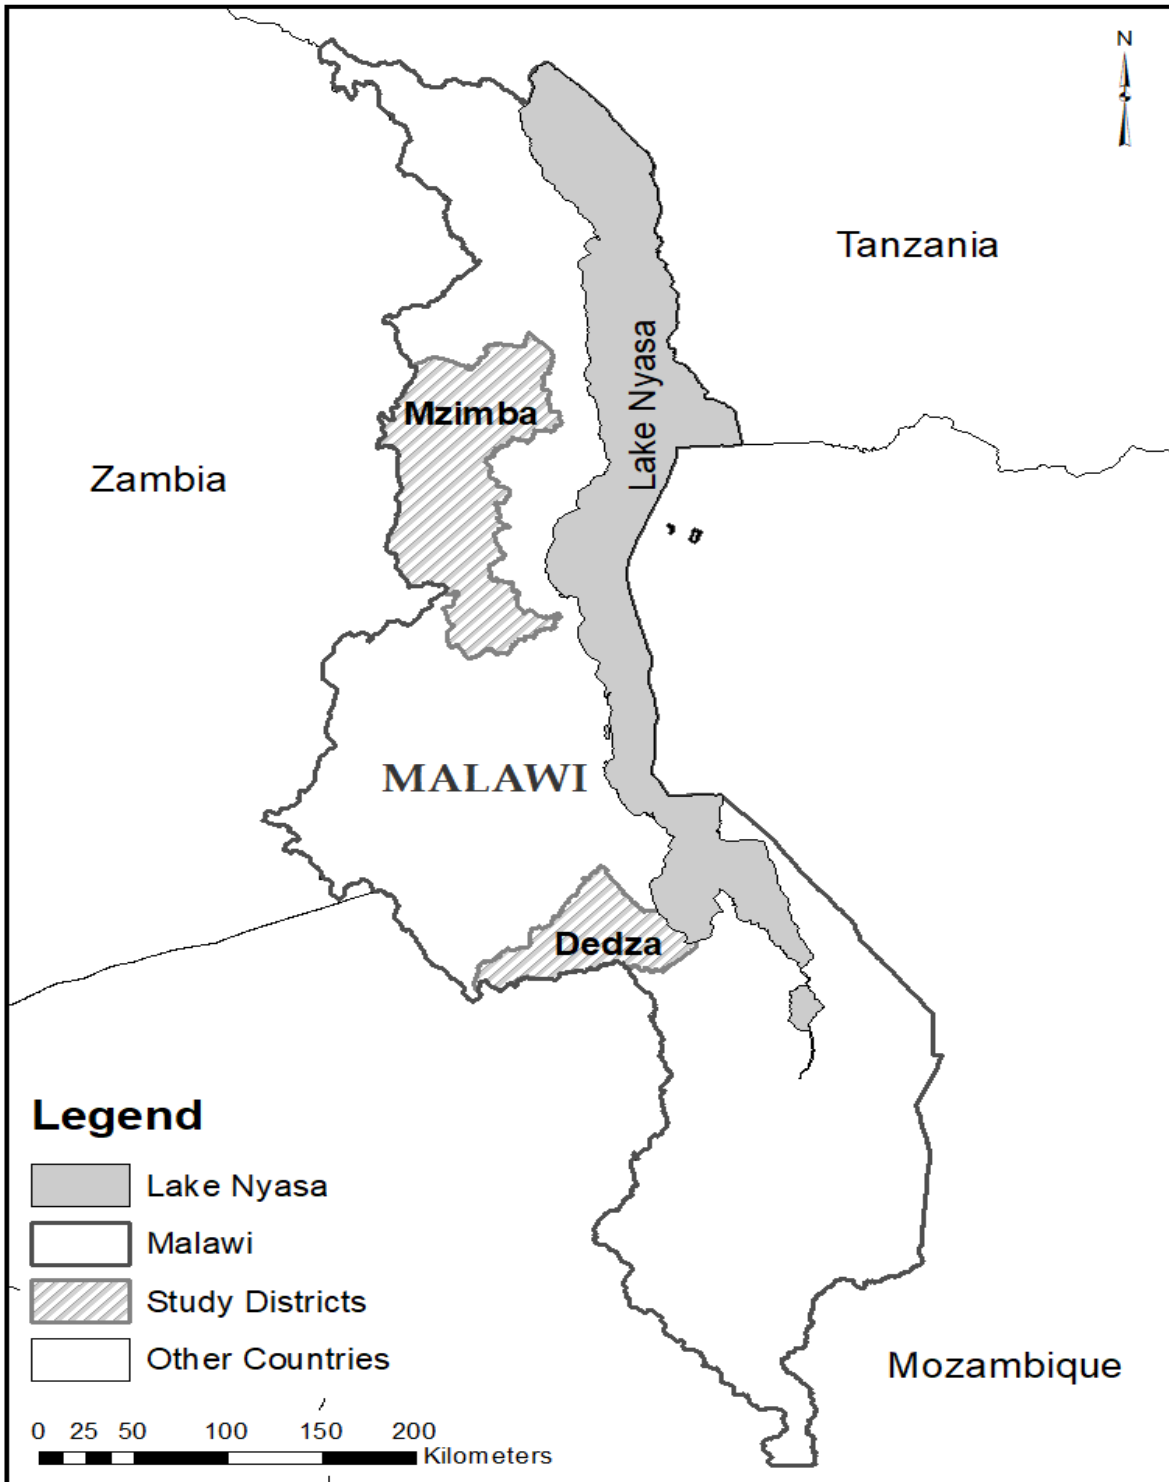 N
Tanzania
Lake Nyasa
Mzimba
Zambia
MALAWI
Dedza
Legend
Lake Nyasa
Malawi
Study Districts
Other Countries
Mozambique
0 25 50 100 150 200
Kilometers